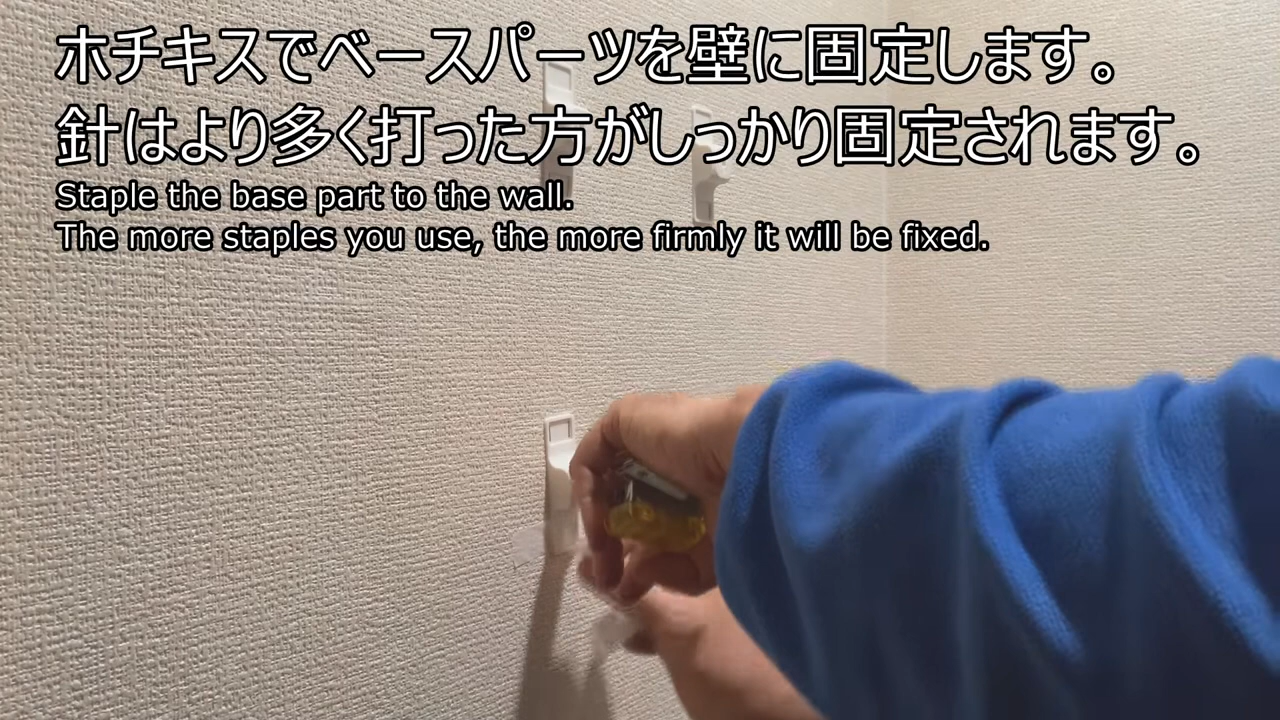 ホチキスでベースパーツを壁に固定します。
針はより多く打った方がしっかり固定されます。
Staple the base part to the wall.
The more staples you use, the more firmly it will be fixed.